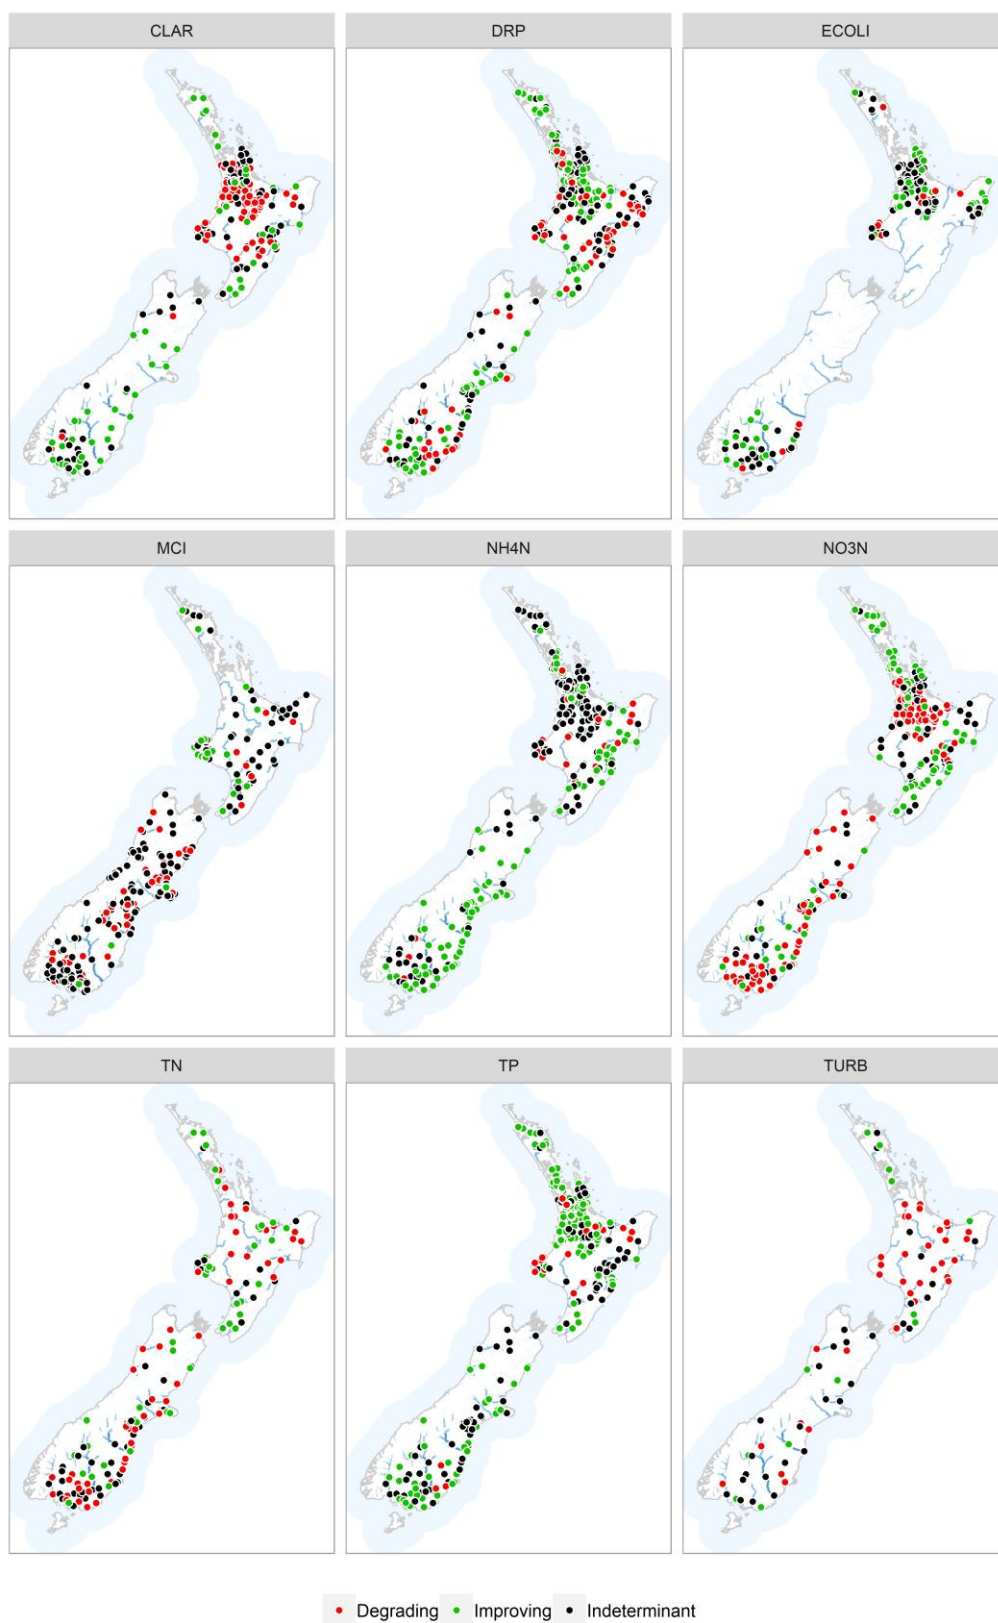 CLAR
DRP
ECOLI
MCI
NH4N
NO3N
TN
TP
TURB
Degrading Improving Indeterminant